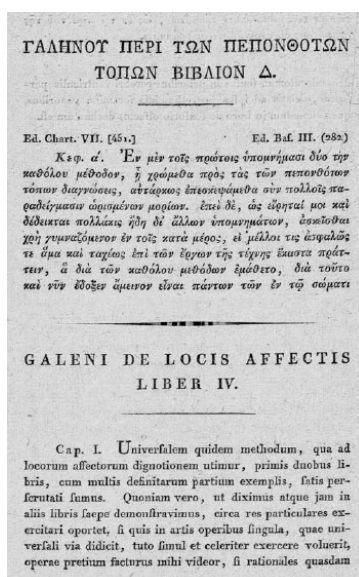 ΓΑΛΗΝΟΥ ΠΕΡΙ ΤΩΝ ΠΕΠΟΝΘΟΤΩΝ
ΤΟΠΩΝ ΒΙΒΛΙΟΝ Δ.
Ed. Chart. VII. [451.] Ed. Baſ. III. (282.)
Κεφ. α΄. Ἐν μὲν τοῖς πρώτοις ὑπομνήμασι δύο τὴν
καθόλου μέθοδον, ᾗ χρώμεθα πρὸς τὰς τῶν πεπονθότων
τόπων διαγνώσεις, αὐτάρκως ἐπεσκεψάμεθα σὺν πολλοῖς πα-
ραδείγμασιν ὡρισμένων μορίων. ἐπεὶ δὲ, ὡς εἴρηταί μοι καὶ
δέδεικται πολλάκις ἤδη δι᾽ ἄλλων ὑπομνημάτων, ἀσκεῖσθαι
χρὴ γυμναζόμενον ἐν τοῖς κατὰ μέρος, εἰ μέλλοι τις ἀσφαλῶς
τε ἅμα καὶ ταχέως ἐπὶ τῶν ἔργων τῆς τέχνης ἕκαστα πράτ-
τειν, ἃ διὰ τῶν καθόλου μεθόδων ἐμάθετο, διὰ τοῦτο
καὶ νῦν ἔδοξεν ἄμεινον εἶναι πάντων τῶν ἐν τῷ σώματι
GALENI DE LOCIS AFFECTIS
LIBER IV.
Cap. I. Univerſalem quidem methodum, qua ad
locorum affectorum dignotionem utimur, primis duobus li-
bris, cum multis definitarum partium exemplis, ſatis per-
ſcrutati ſumus. Quoniam vero, ut diximus atque jam in
aliis libris ſaepe demonſtravimus, circa res particulares ex-
ercitari oportet, ſi quis in artis operibus ſingula, quae uni-
verſali via didicit, tuto ſimul et celeriter exercere voluerit,
operae pretium facturus mihi videor, ſi rationales quasdam